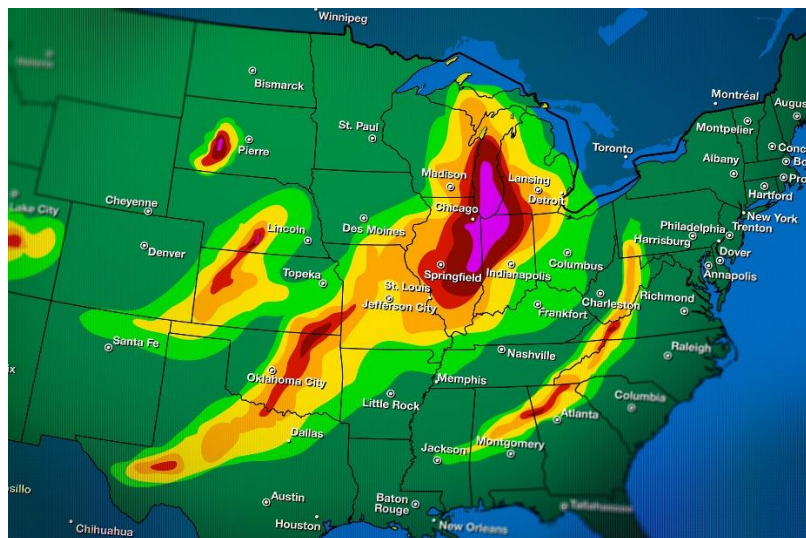 Winnipeg
Bismarck
Montréal
Augus
St. Paul
Pierre
Toronto
Montpelier
Conc
Albany
Bo
Madison
Lansing
Hartford
Pro
Cheyenne
Lake City
Chicago
Detroit
New York
Lincoln
Des Moines
Philadelphia
Trenton
Denver
Harrisburg
Dover
Topeka
Springfield
Indianapolis
Columbus
Annapolis
St. Louis
Jefferson City
Charleston
Richmond
Frankfort
Santa Fe
Nashville
Raleigh
Oklahoma City
Memphis
Little Rock
Columbia
Atlanta
Dallas
Jackson
Montgomery
Austin
Baton
Rouge
Houston
New Orleans
Tallahassee
Chihuahua